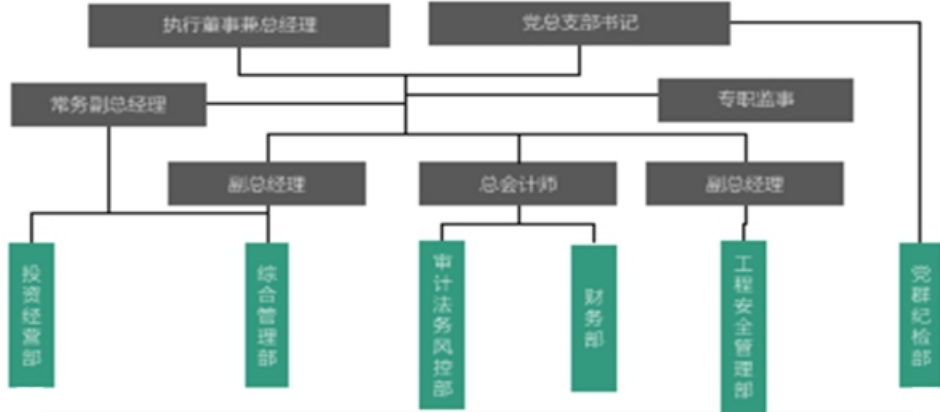 执行董事兼总经理
党总支部书记
常务副总经理
专职监事
副总经理
总会计师
副总经理
投资经营部
综合管理部
审计法务风控部
财务部
工程安全管理部
党群纪检部